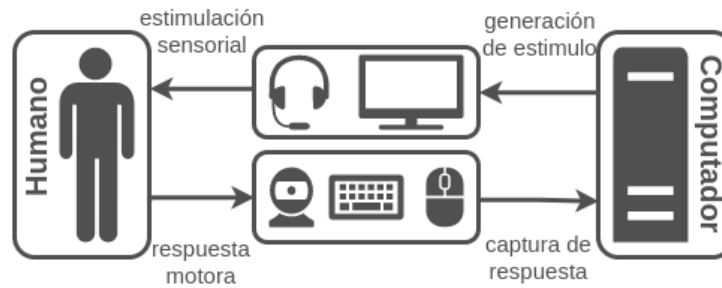 estimulación
sensorial
generación
de estimulo
Humano
Computador
respuesta
motora
captura de
respuesta